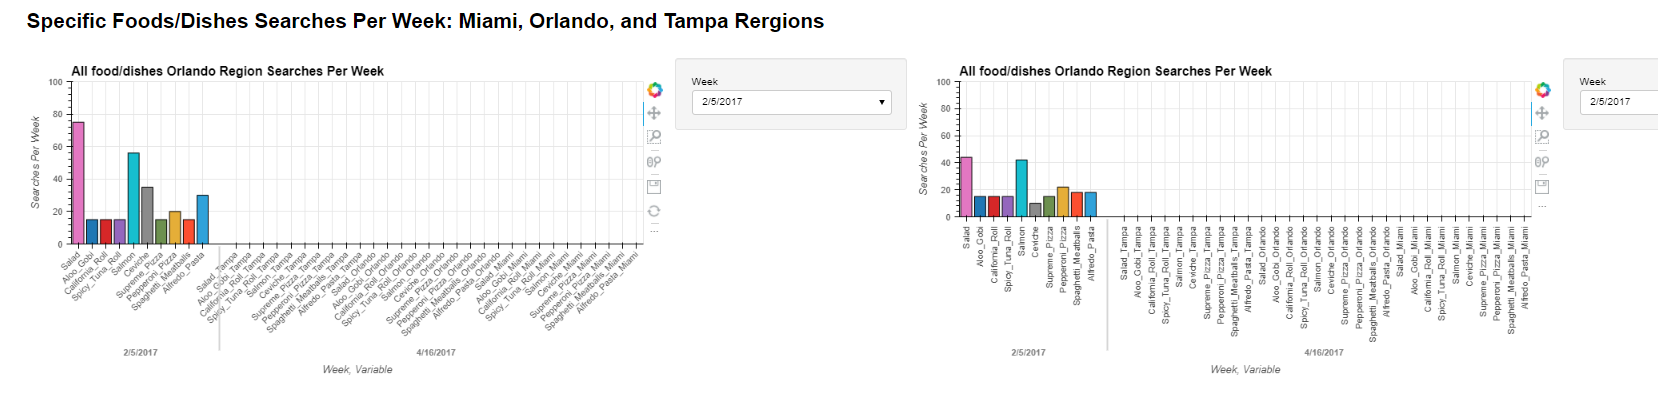 Specific Foods/Dishes Searches Per Week: Miami, Orlando, and Tampa Rergions
All food/dishes Orlando Region Searches Per Week
100
80
60
40
20
0
Searches Per Week
Salad
Aloo_Gobi
California_Roll
Spicy_Tuna_Roll
Salmon
Ceviche
Supreme_Pizza
Pepperoni_Pizza
Spaghetti_Meatballs
Alfredo_Pasta
Salad_Tampa
Aloo_Gobi_Tampa
California_Roll_Tampa
Spicy_Tuna_Roll_Tampa
Salmon_Tampa
Ceviche_Tampa
Supreme_Pizza_Tampa
Pepperoni_Pizza_Tampa
Spaghetti_Meatballs_Tampa
Alfredo_Pasta_Tampa
Salad_Orlando
Aloo_Gobi_Orlando
California_Roll_Orlando
Spicy_Tuna_Roll_Orlando
Salmon_Orlando
Ceviche_Orlando
Supreme_Pizza_Orlando
Pepperoni_Pizza_Orlando
Spaghetti_Meatballs_Orlando
Alfredo_Pasta_Orlando
Salad_Miami
Aloo_Gobi_Miami
California_Roll_Miami
Spicy_Tuna_Roll_Miami
Salmon_Miami
Ceviche_Miami
Supreme_Pizza_Miami
Pepperoni_Pizza_Miami
Spaghetti_Meatballs_Miami
Alfredo_Pasta_Miami
2/5/2017
4/16/2017
Week, Variable
Week
2/5/2017
All food/dishes Orlando Region Searches Per Week
100
80
60
40
20
0
Searches Per Week
Salad
Aloo_Gobi
California_Roll
Spicy_Tuna_Roll
Salmon
Ceviche
Supreme_Pizza
Pepperoni_Pizza
Spaghetti_Meatballs
Alfredo_Pasta
Salad_Tampa
Aloo_Gobi_Tampa
California_Roll_Tampa
Spicy_Tuna_Roll_Tampa
Salmon_Tampa
Ceviche_Tampa
Supreme_Pizza_Tampa
Pepperoni_Pizza_Tampa
Spaghetti_Meatballs_Tampa
Alfredo_Pasta_Tampa
Salad_Orlando
Aloo_Gobi_Orlando
California_Roll_Orlando
Spicy_Tuna_Roll_Orlando
Salmon_Orlando
Ceviche_Orlando
Supreme_Pizza_Orlando
Pepperoni_Pizza_Orlando
Spaghetti_Meatballs_Orlando
Alfredo_Pasta_Orlando
Salad_Miami
Aloo_Gobi_Miami
California_Roll_Miami
Spicy_Tuna_Roll_Miami
Salmon_Miami
Ceviche_Miami
Supreme_Pizza_Miami
Pepperoni_Pizza_Miami
Spaghetti_Meatballs_Miami
Alfredo_Pasta_Miami
2/5/2017
4/16/2017
Week, Variable
Week
2/5/2017